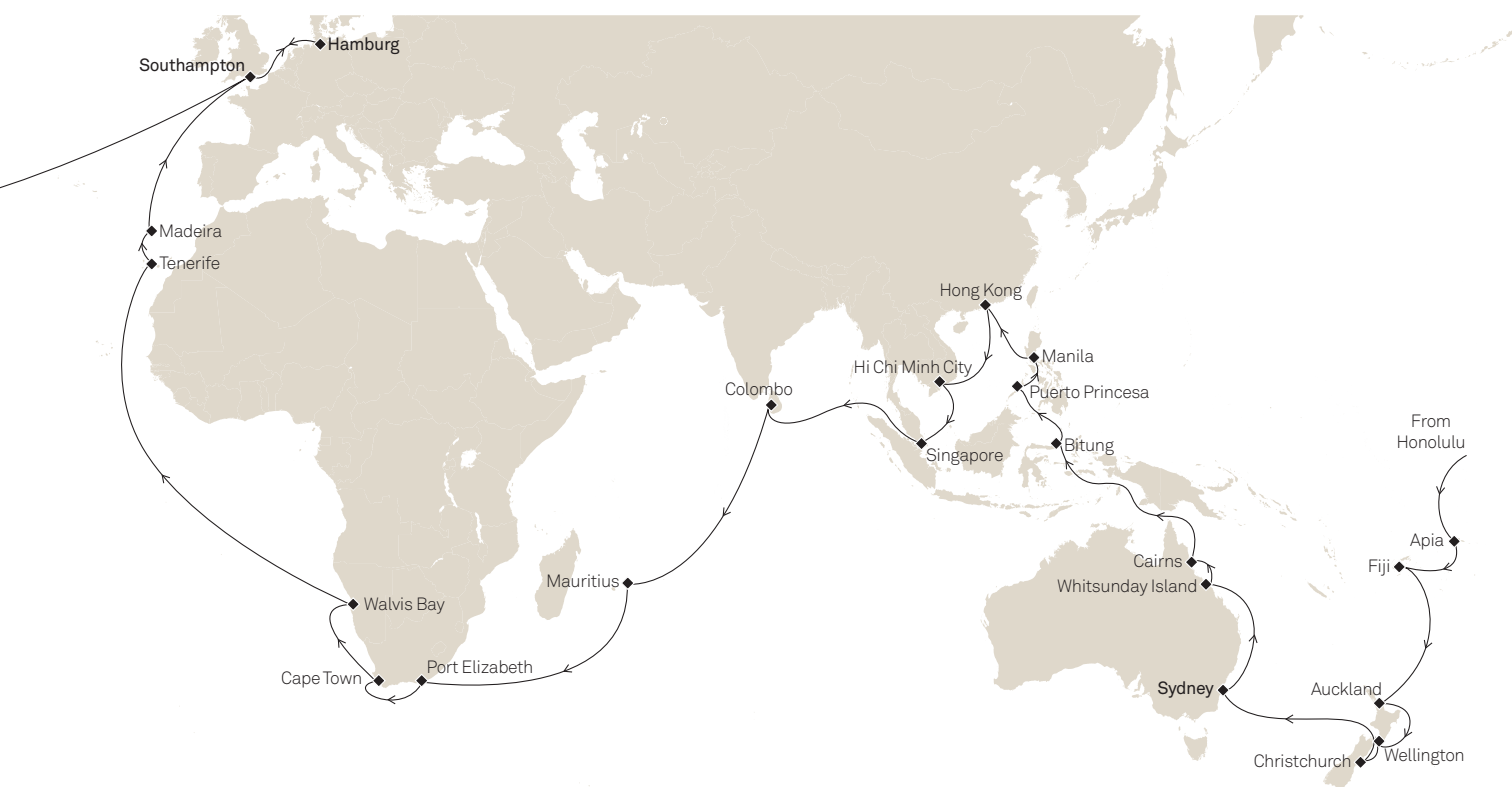 Hamburg
Southampton
Madeira
Tenerife
Hong Kong
Manila
Hi Chi Minh City
Colombo
Puerto Princesa
From
Honolulu
Bitung
Singapore
Apia
Cairns
Fiji
Mauritius
Whitsunday Island
Walvis Bay
Port Elizabeth
Cape Town
Sydney
Auckland
Wellington
Christchurch